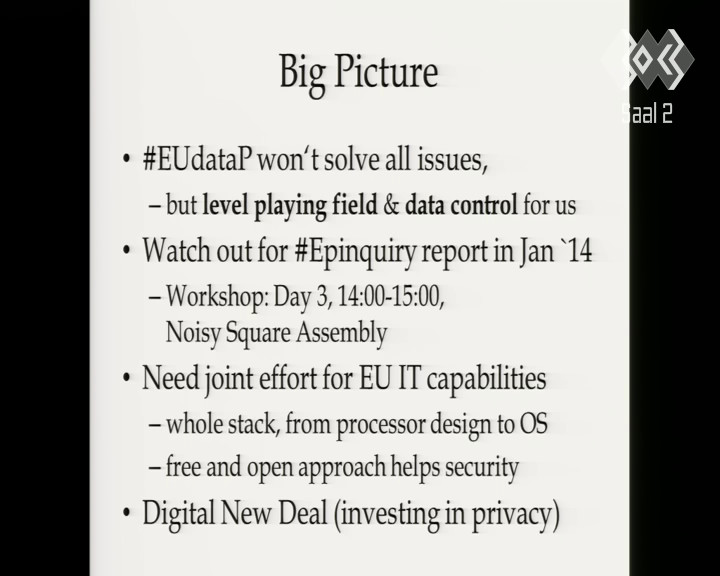 Big Picture
Saal 2
• #EUdataP won‘t solve all issues,
– but level playing field & data control for us
• Watch out for #Epinquiry report in Jan `14
– Workshop: Day 3, 14:00-15:00,
Noisy Square Assembly
• Need joint effort for EU IT capabilities
– whole stack, from processor design to OS
– free and open approach helps security
• Digital New Deal (investing in privacy)